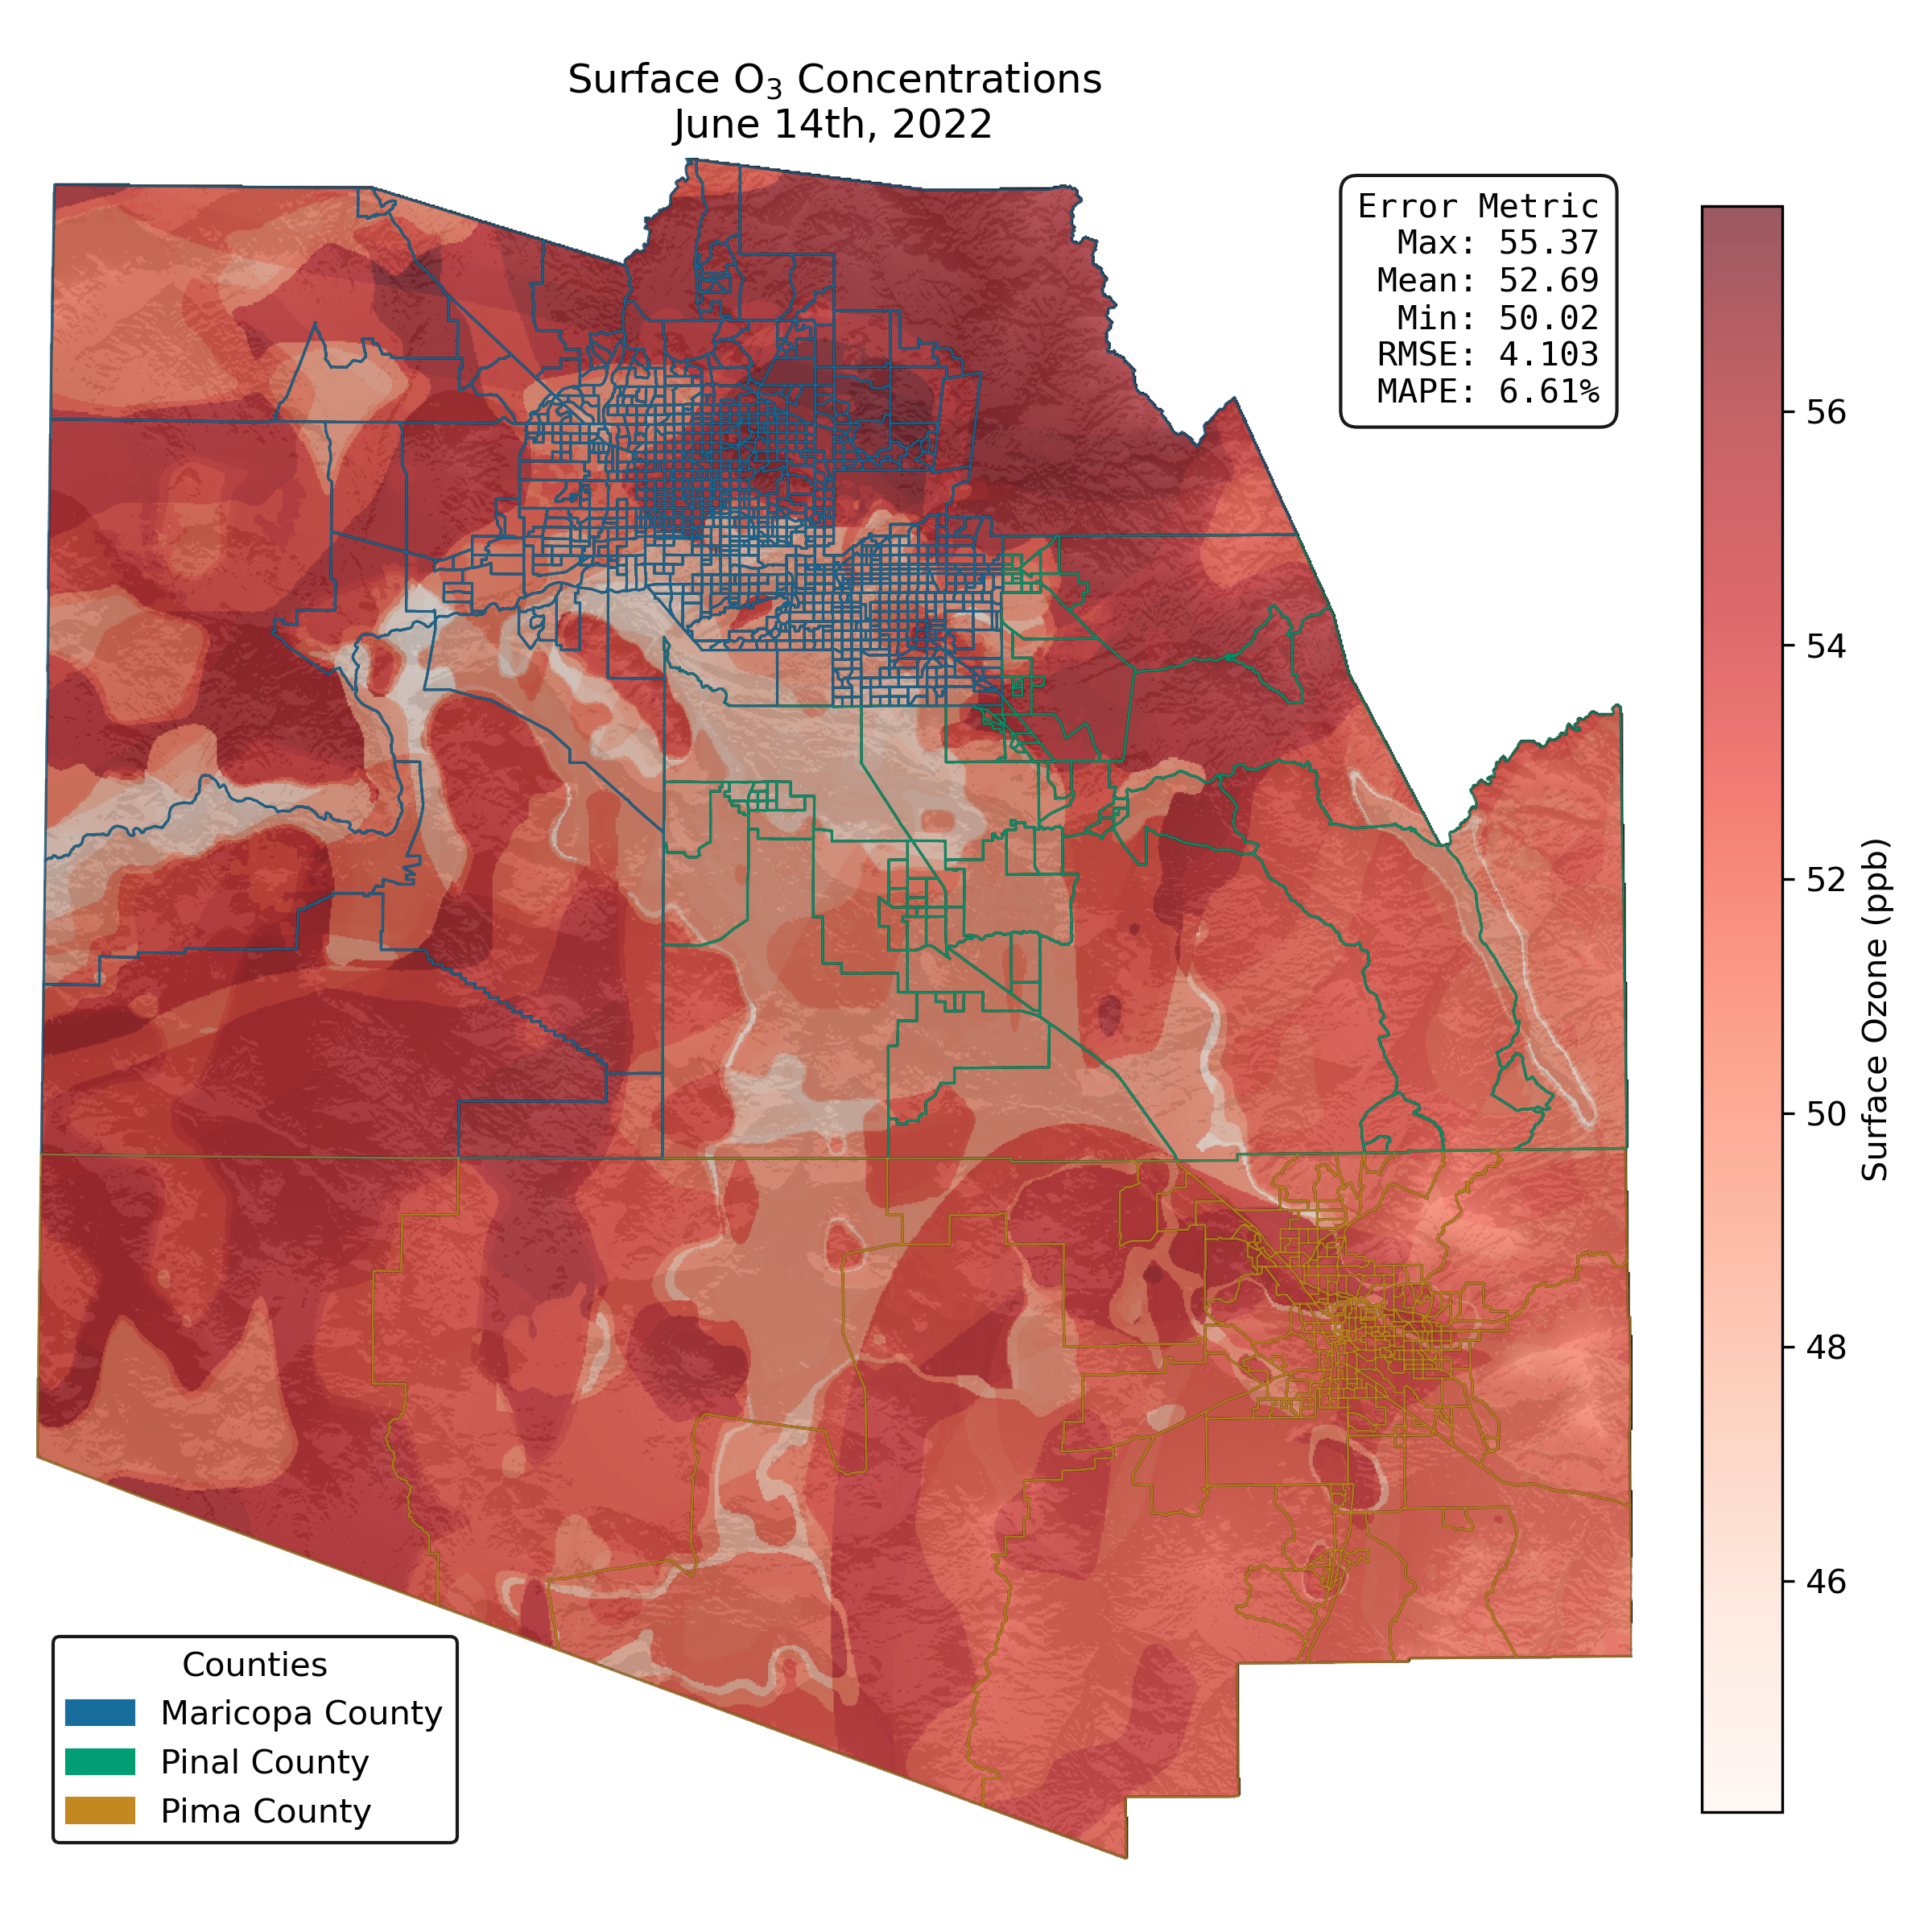 Surface O₃ Concentrations
June 14th, 2022
Error Metric
Max: 55.37
Mean: 52.69
Min: 50.02
RMSE: 4.103
MAPE: 6.61%
56
54
52
50
48
46
Surface Ozone (ppb)
Counties
Maricopa County
Pinal County
Pima County